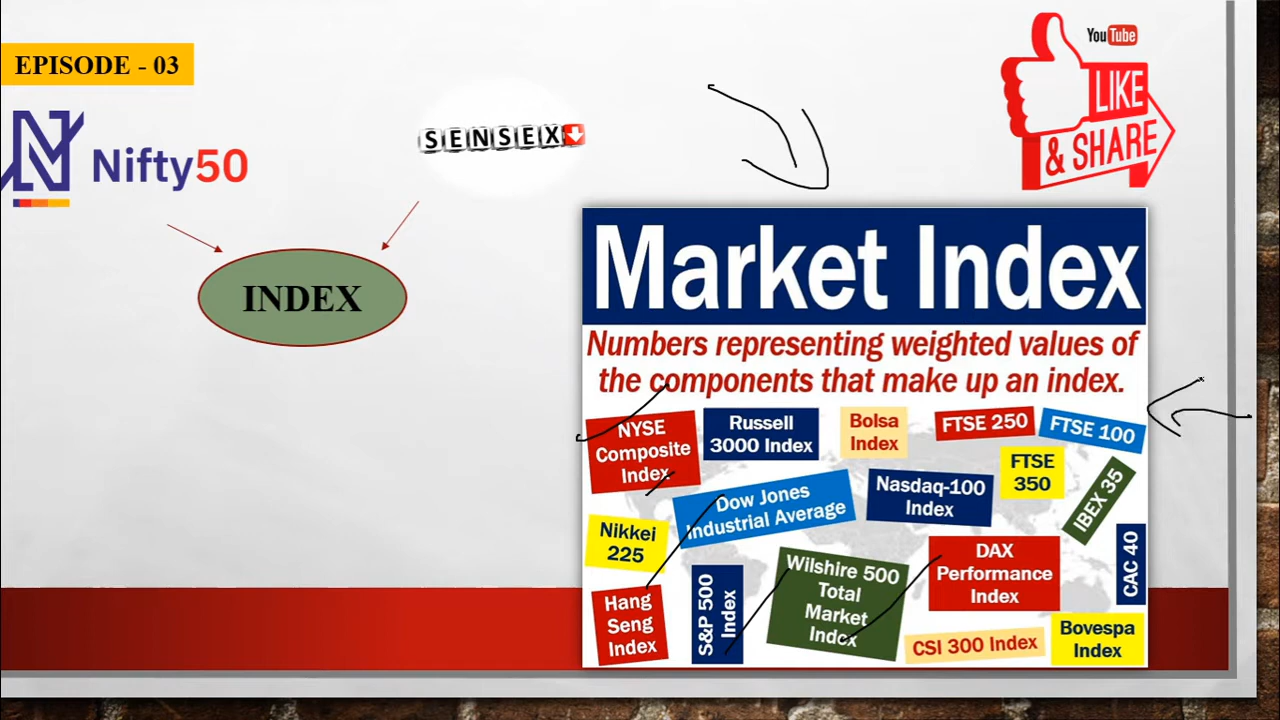 EPISODE - 03
Nifty50
SENSEX
YouTube
LIKE
& SHARE
INDEX
Market Index
Numbers representing weighted values of
the components that make up an index.
NYSE
Composite
Index
Russell
3000 Index
Bolsa
Index
FTSE 250
FTSE 100
FTSE
350
IBEX 35
Dow Jones
Industrial Average
Nasdaq-100
Index
Nikkei
225
DAX
Performance
Index
CAC 40
Hang
Seng
Index
S&P 500
Index
Wilshire 500
Total
Market
Index
CSI 300 Index
Bovespa
Index